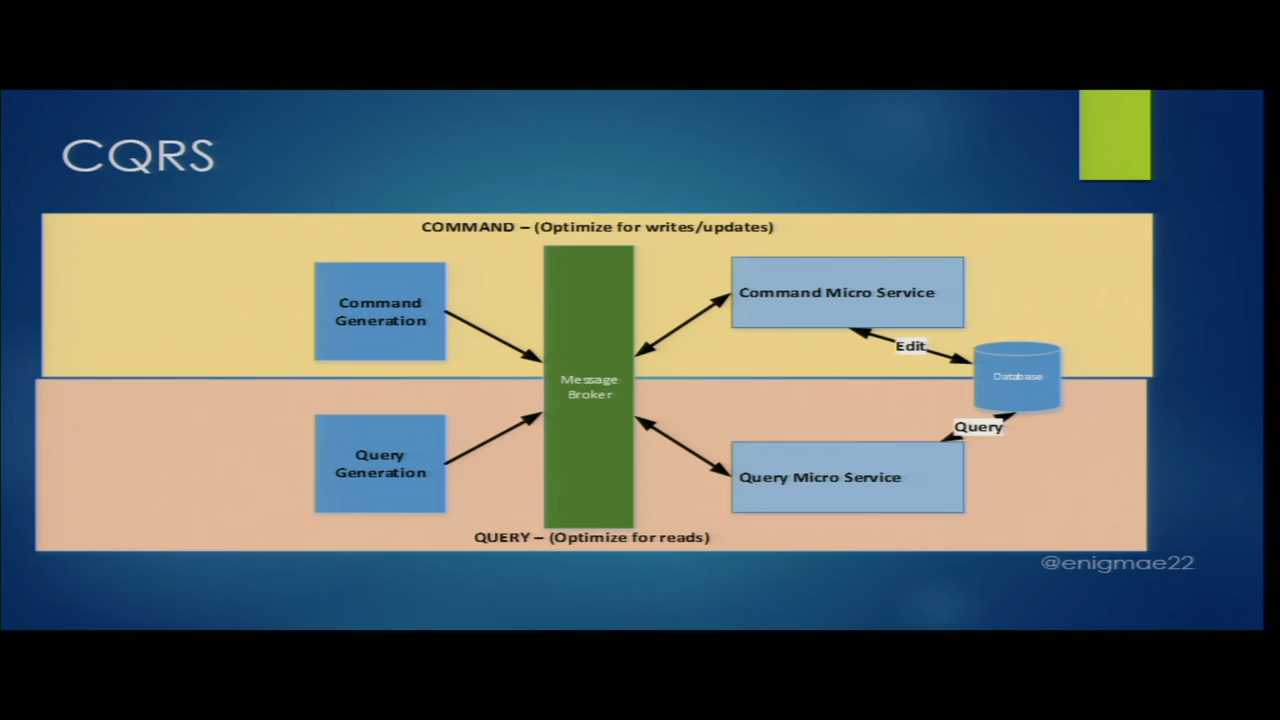 CQRS
COMMAND – (Optimize for writes/updates)
Command
Generation
Command Micro Service
Edit
Message
Broker
Database
Query
Generation
Query
Query Micro Service
QUERY – (Optimize for reads)
@enigmae22